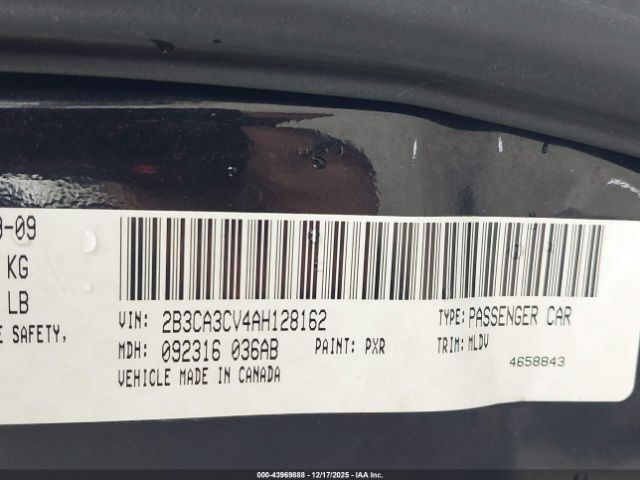 9-09
KG
LB
E SAFETY,
VIN: 2B3CA3CV4AH128162
TYPE: PASSENGER CAR
MDH: 092316 036AB
PAINT: PXR
TRIM: MLDV
VEHICLE MADE IN CANADA
4658843
000-43969888 - 12/17/2025 - IAA Inc.